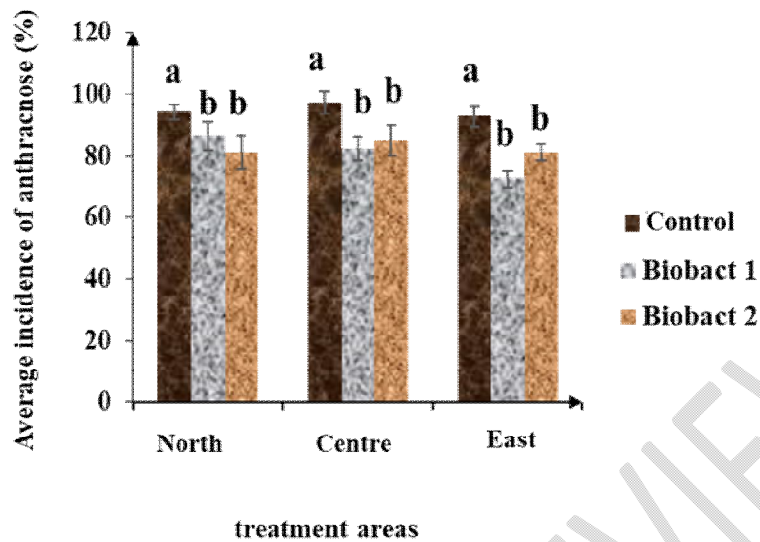 Average incidence of anthracnose (%)
120
100
80
60
40
20
0
a b b
a b b
a b b
North Centre East
treatment areas
Control
Biobact 1
Biobact 2